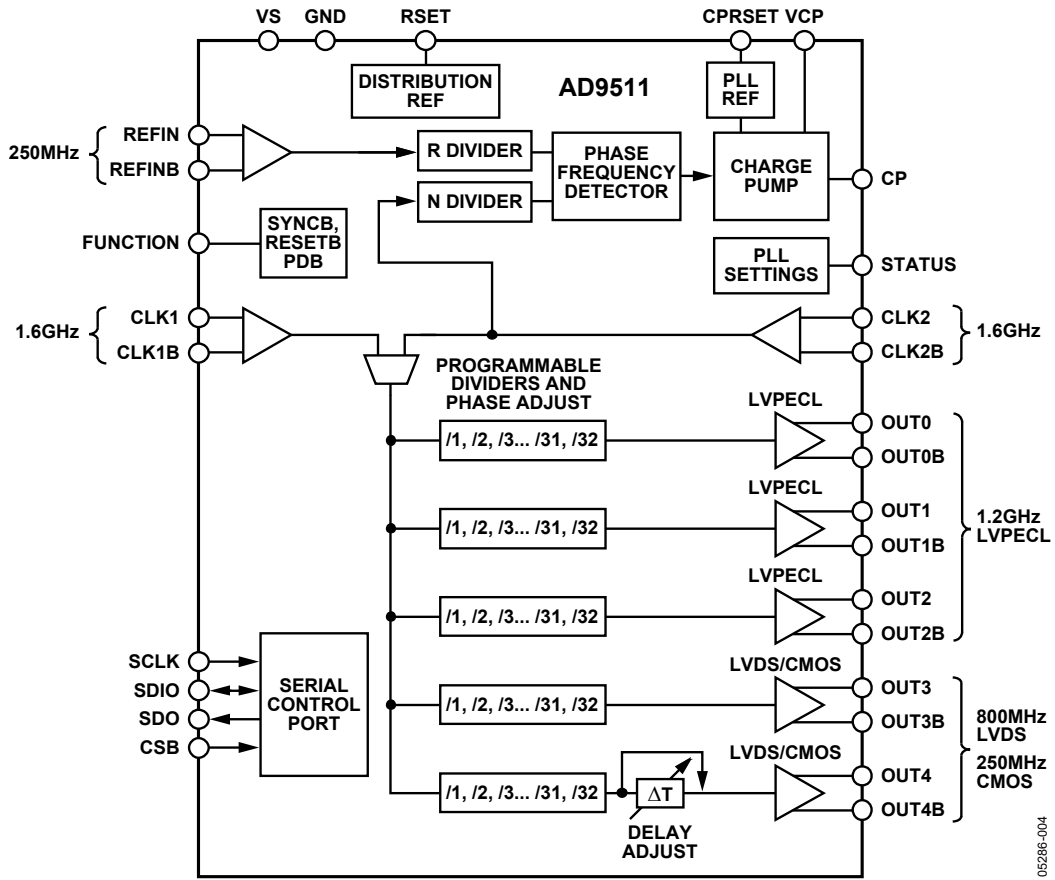 VS
GND
RSET
CPRSET
VCP
DISTRIBUTION
REF
AD9511
PLL
REF
REFIN
REFINB
250MHz
R DIVIDER
N DIVIDER
PHASE
FREQUENCY
DETECTOR
CHARGE
PUMP
CP
FUNCTION
SYNCB,
RESETB
PDB
PLL
SETTINGS
STATUS
CLK1
CLK1B
1.6GHz
CLK2
CLK2B
1.6GHz
PROGRAMMABLE
DIVIDERS AND
PHASE ADJUST
/1, /2, /3... /31, /32
LVPECL
OUT0
OUT0B
/1, /2, /3... /31, /32
LVPECL
OUT1
OUT1B
1.2GHz
LVPECL
/1, /2, /3... /31, /32
LVPECL
OUT2
OUT2B
SCLK
SDIO
SDO
CSB
SERIAL
CONTROL
PORT
/1, /2, /3... /31, /32
LVDS/CMOS
OUT3
OUT3B
800MHz
LVDS
250MHz
CMOS
/1, /2, /3... /31, /32
ΔT
DELAY
ADJUST
LVDS/CMOS
OUT4
OUT4B
05286-004